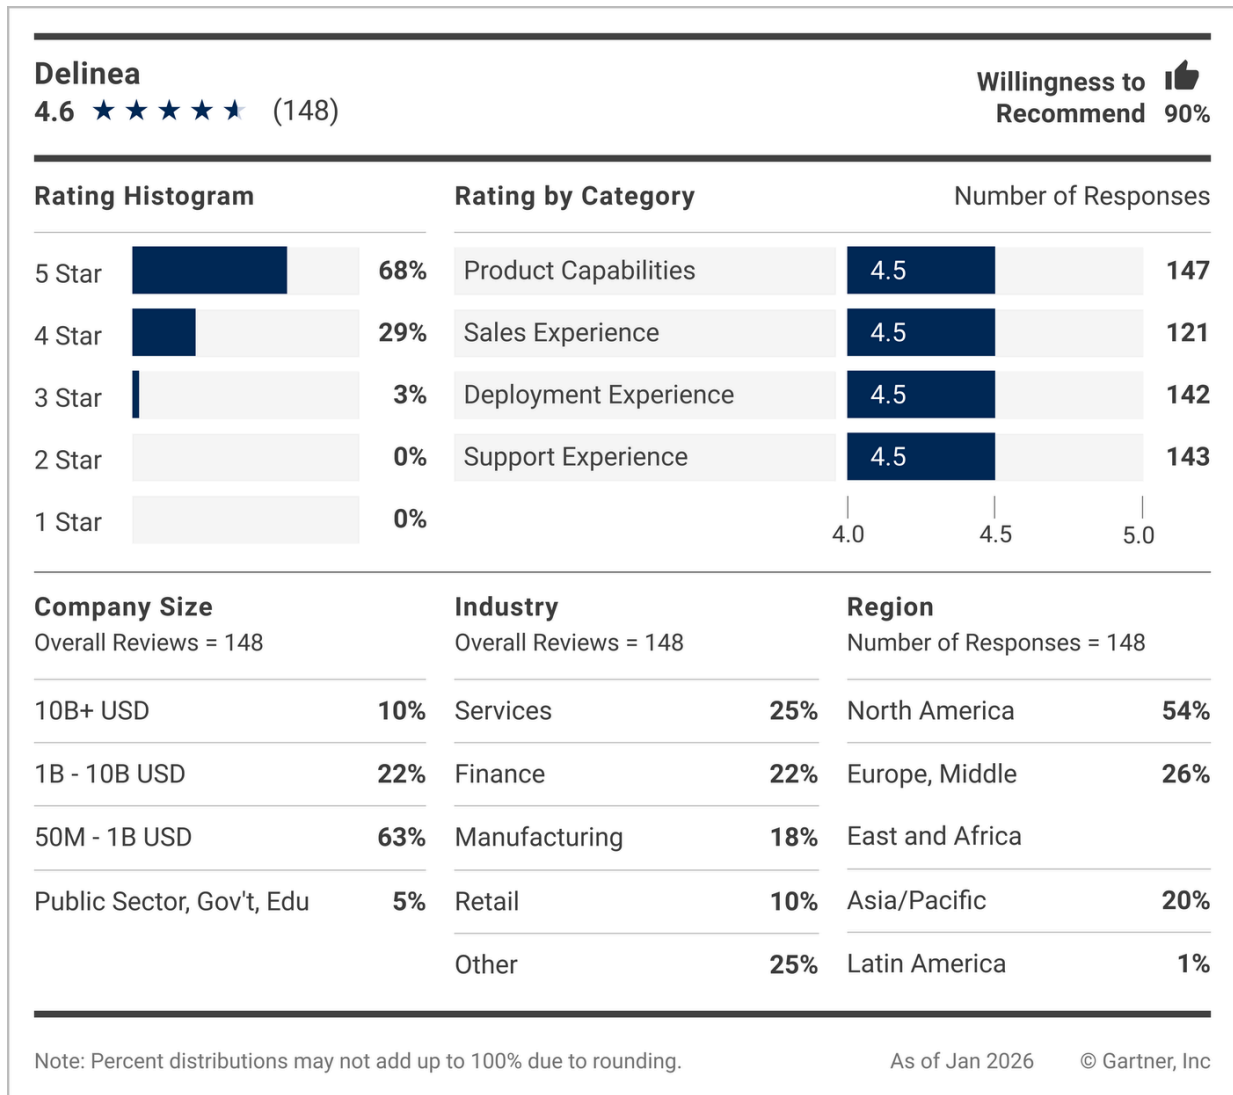 Delinea
4.6 ★ ★ ★ ★ ★ (148)
Willingness to
Recommend 90%
Rating Histogram
5 Star 68%
4 Star 29%
3 Star 3%
2 Star 0%
1 Star 0%
Rating by Category Number of Responses
Product Capabilities 4.5 147
Sales Experience 4.5 121
Deployment Experience 4.5 142
Support Experience 4.5 143
4.0 4.5 5.0
Company Size
Overall Reviews = 148
10B+ USD 10%
1B - 10B USD 22%
50M - 1B USD 63%
Public Sector, Gov't, Edu 5%
Industry
Overall Reviews = 148
Services 25%
Finance 22%
Manufacturing 18%
Retail 10%
Other 25%
Region
Number of Responses = 148
North America 54%
Europe, Middle 26%
East and Africa
Asia/Pacific 20%
Latin America 1%
Note: Percent distributions may not add up to 100% due to rounding.
As of Jan 2026 © Gartner, Inc